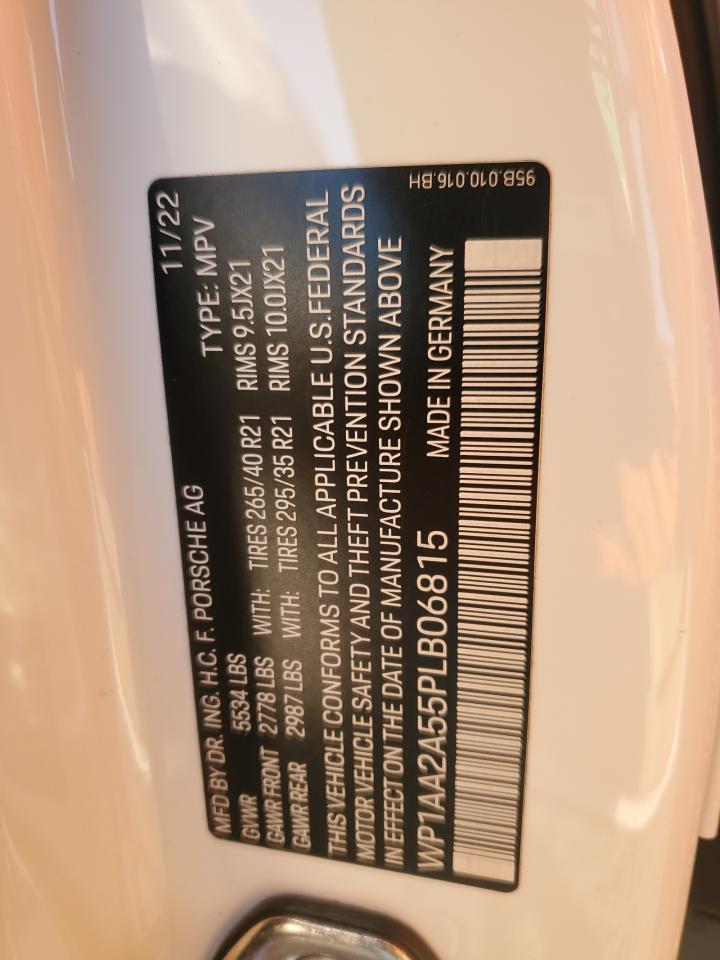 MFD BY DR. ING. H.C. F. PORSCHE AG 11/22
GVWR 5534 LBS TYPE: MPV
GAWR FRONT 2778 LBS WITH: TIRES 265/40 R21 RIMS 9.5JX21
GAWR REAR 2987 LBS WITH: TIRES 295/35 R21 RIMS 10.0JX21
THIS VEHICLE CONFORMS TO ALL APPLICABLE U.S.FEDERAL
MOTOR VEHICLE SAFETY AND THEFT PREVENTION STANDARDS
IN EFFECT ON THE DATE OF MANUFACTURE SHOWN ABOVE
WP1AA2A55PLB06815 MADE IN GERMANY
95B.010.016.BH